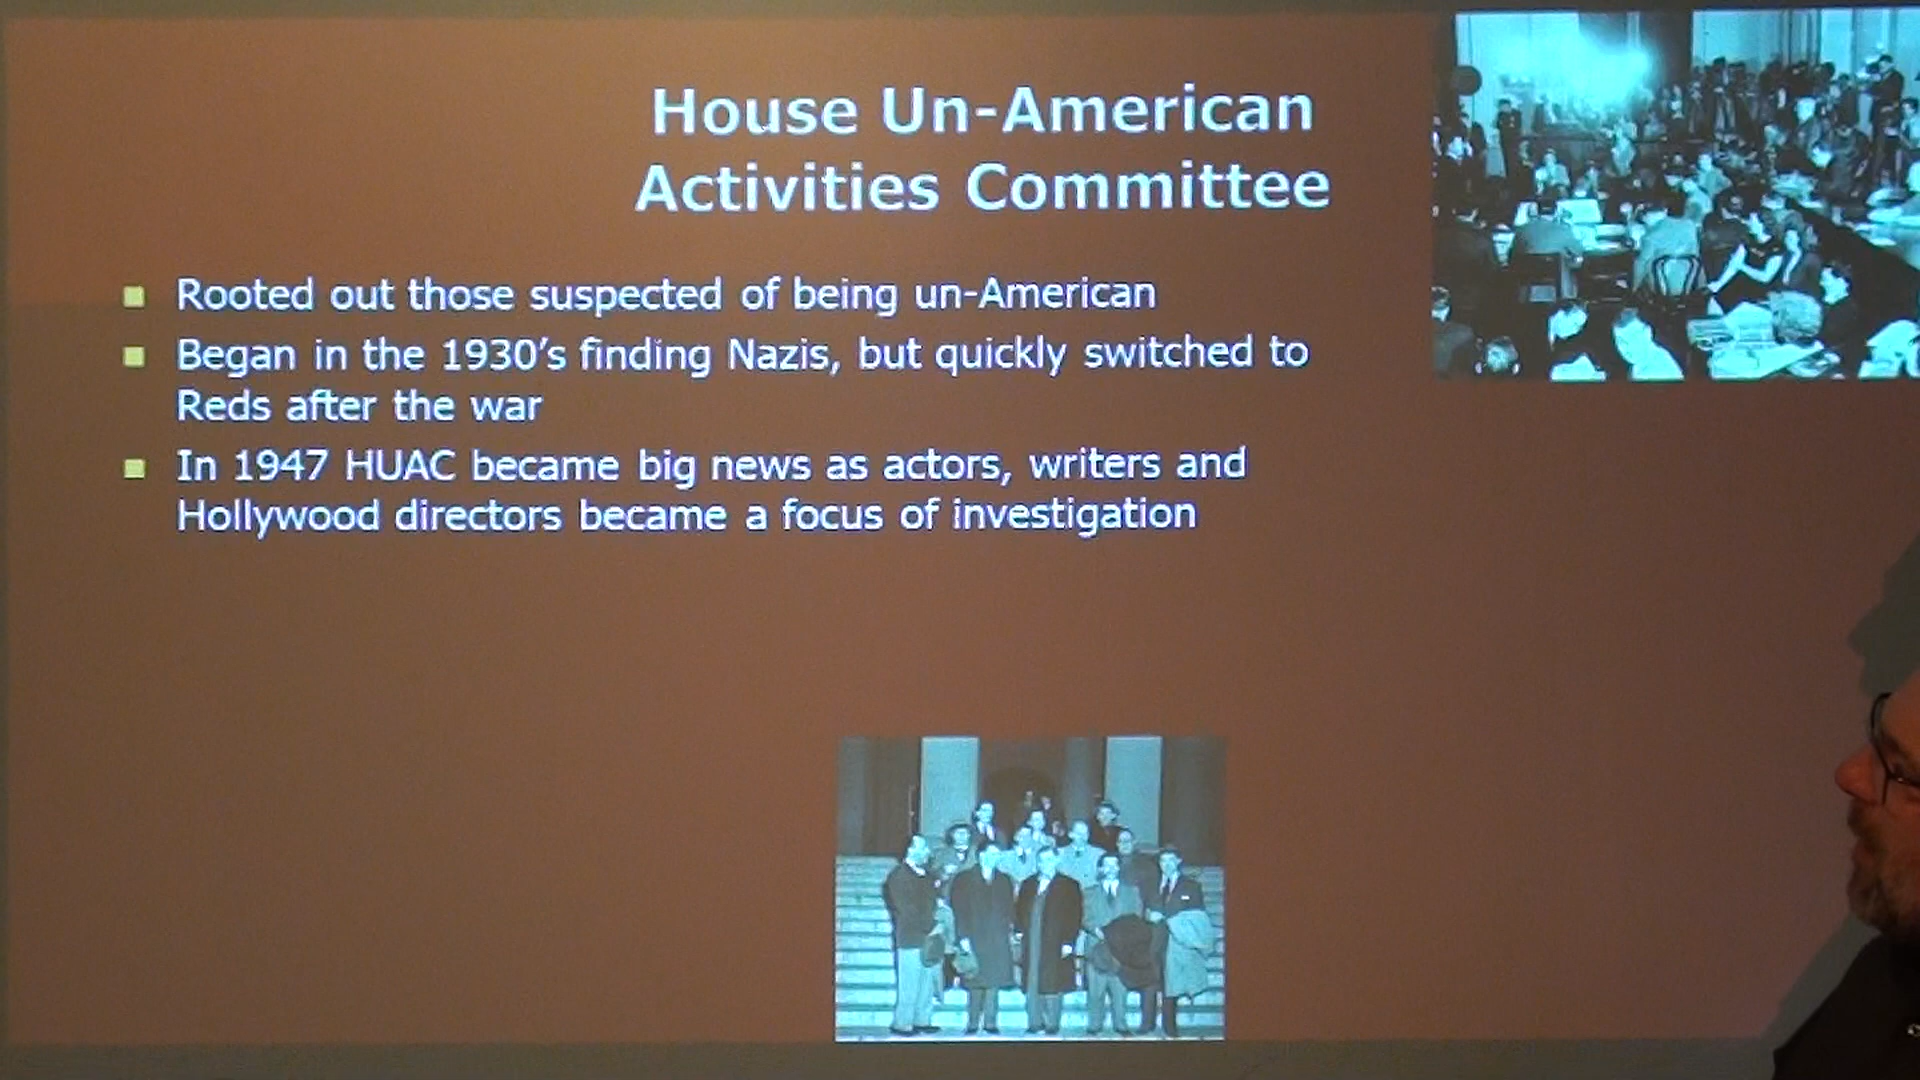 House Un-American
Activities Committee
Rooted out those suspected of being un-American
Began in the 1930’s finding Nazis, but quickly switched to
Reds after the war
In 1947 HUAC became big news as actors, writers and
Hollywood directors became a focus of investigation